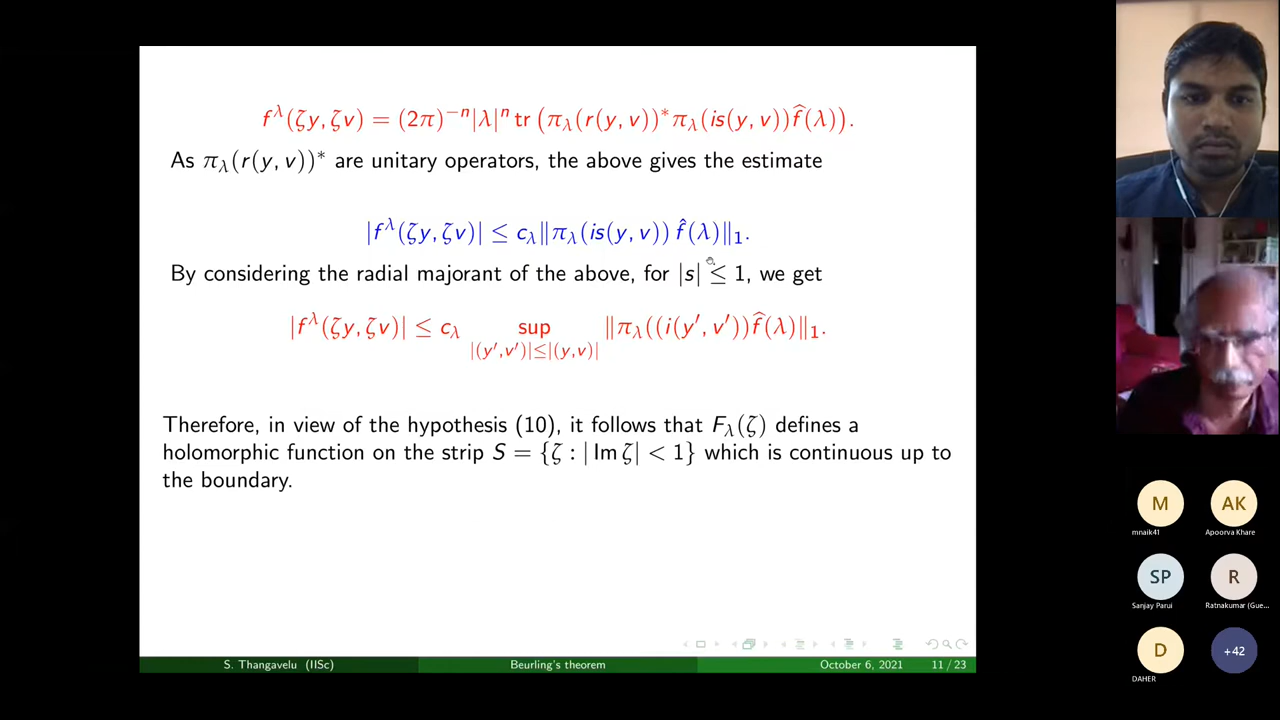 f^λ(ζy, ζv) = (2π)^{−n}|λ|^n tr (π_λ(r(y, v))^*π_λ(is(y, v))f̂(λ)).
As π_λ(r(y, v))^* are unitary operators, the above gives the estimate
|f^λ(ζy, ζv)| ≤ c_λ‖π_λ(is(y, v)) f̂(λ)‖_1.
By considering the radial majorant of the above, for |s| ≤ 1, we get
|f^λ(ζy, ζv)| ≤ c_λ sup_{|(y′,v′)|≤|(y,v)|} ‖π_λ((i(y′, v′))f̂(λ)‖_1.
Therefore, in view of the hypothesis (10), it follows that F_λ(ζ) defines a
holomorphic function on the strip S = {ζ : | Im ζ| < 1} which is continuous up to
the boundary.
S. Thangavelu (IISc) Beurling's theorem October 6, 2021 11 / 23
M AK
mnaik41 Apoorva Khare
SP R
Sanjay Parui Ratnakumar (Gue...
D +42
DAHER